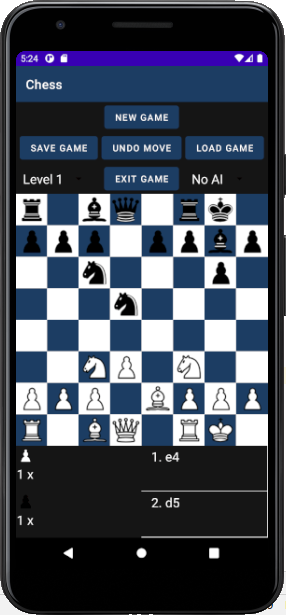 5:24
Chess
NEW GAME
SAVE GAME UNDO MOVE LOAD GAME
Level 1 EXIT GAME No AI
1. e4
1 x
2. d5
1 x